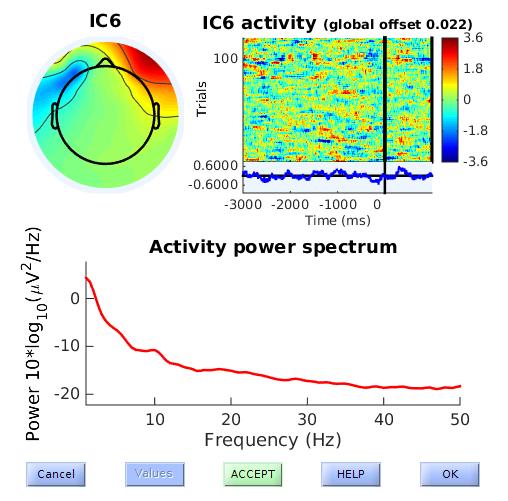 IC6
IC6 activity (global offset 0.022)
Trials
100
3.6
1.8
0
-1.8
-3.6
0.6000
-0.6000
-3000 -2000 -1000 0
Time (ms)
Activity power spectrum
Power 10*log10(μV2/Hz)
0
-10
-20
10 20 30 40 50
Frequency (Hz)
Cancel Values ACCEPT HELP OK